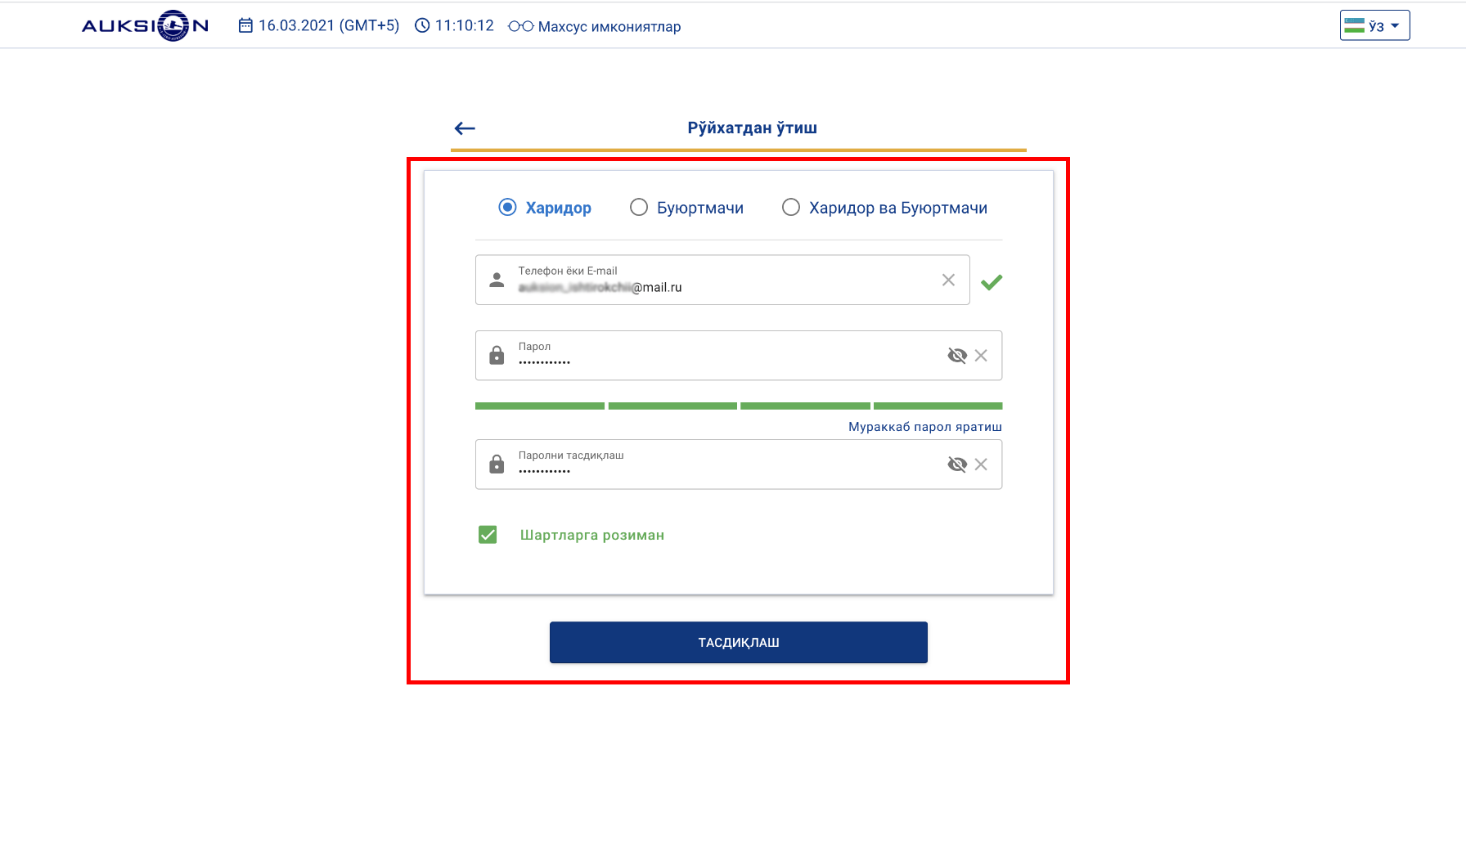 AUKSION 16.03.2021 (GMT+5) 11:10:12 Махсус имкониятлар ЎЗ
Рўйхатдан ўтиш
Харидор Буюртмачи Харидор ва Буюртмачи
Телефон ёки E-mail
@mail.ru
Парол
Мураккаб парол яратиш
Паролни тасдиқлаш
Шартларга розиман
ТАСДИҚЛАШ